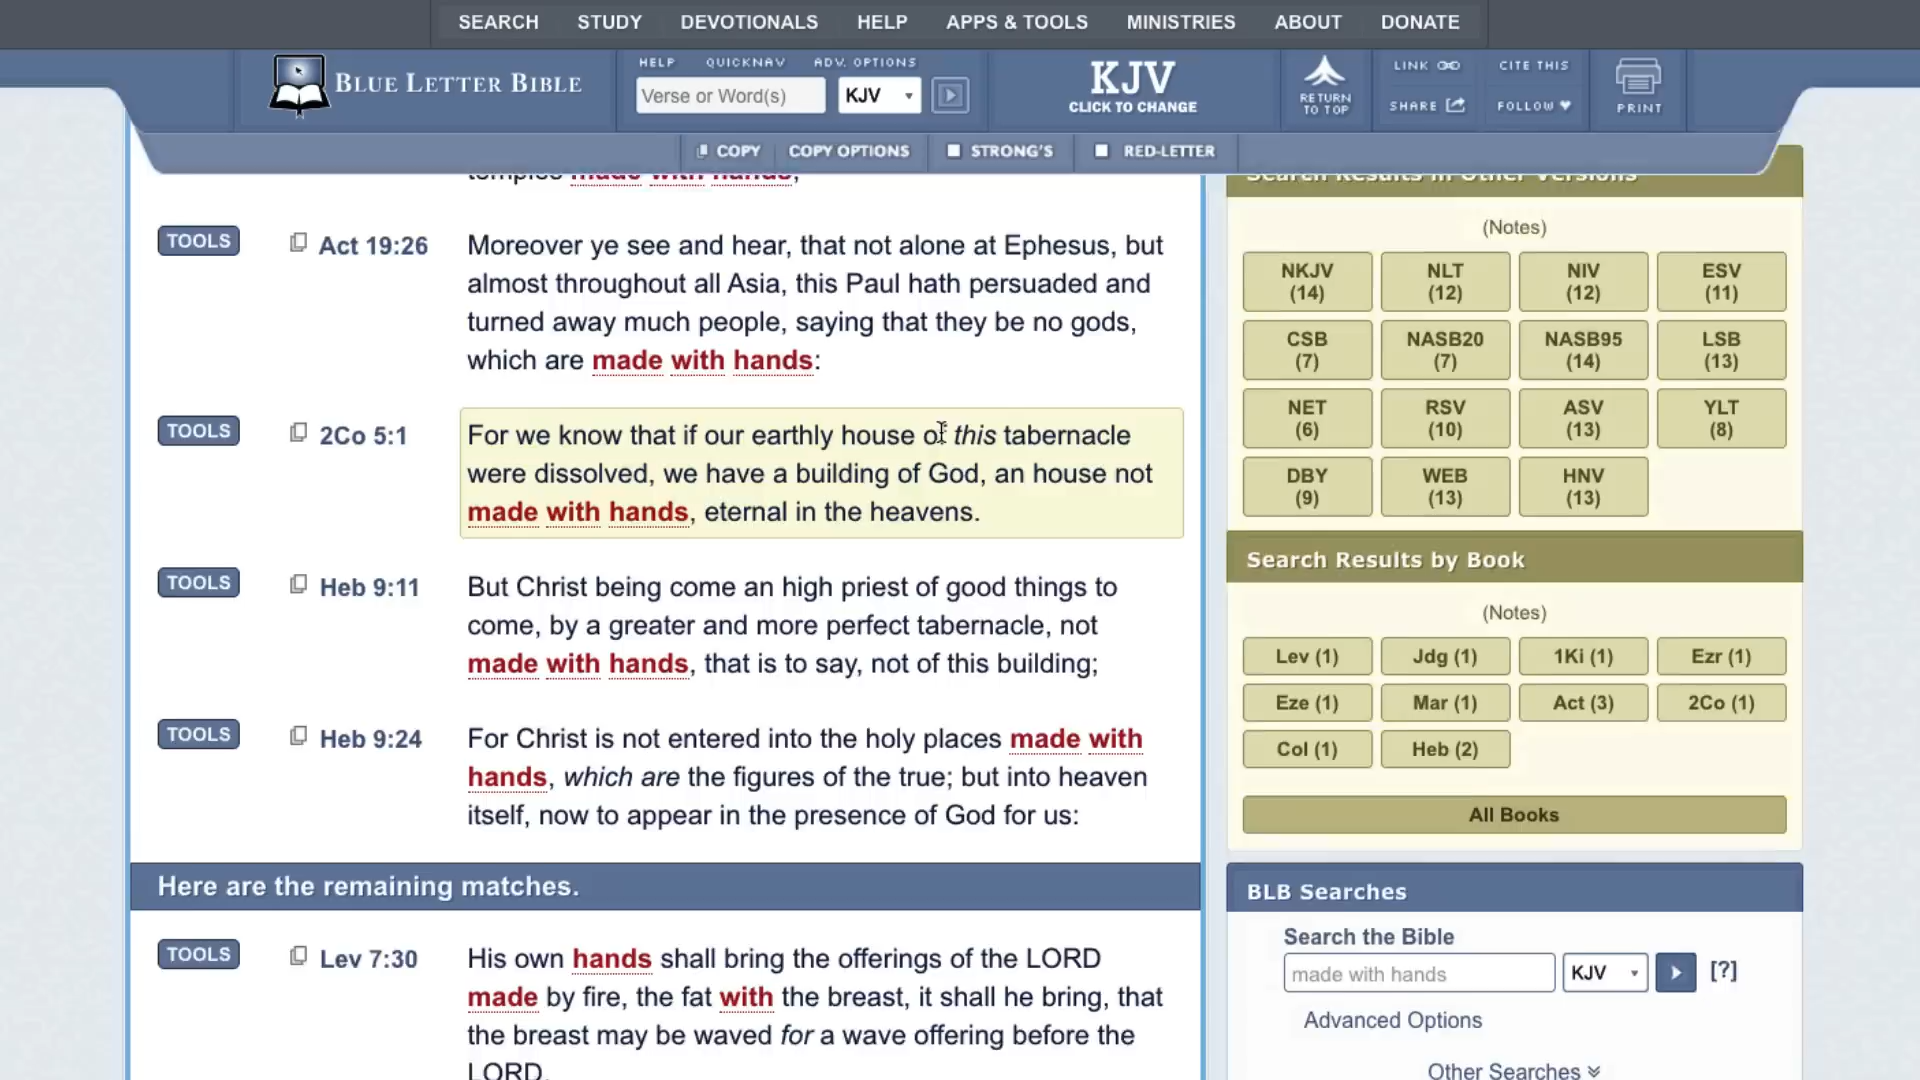 SEARCH STUDY DEVOTIONALS HELP APPS & TOOLS MINISTRIES ABOUT DONATE
BLUE LETTER BIBLE
HELP QUICKNAV ADV. OPTIONS
Verse or Word(s) KJV
KJV
CLICK TO CHANGE
RETURN
TO TOP
LINK
CITE THIS
SHARE
FOLLOW
PRINT
COPY COPY OPTIONS STRONG'S RED-LETTER
temples made with hands;
TOOLS Act 19:26 Moreover ye see and hear, that not alone at Ephesus, but
almost throughout all Asia, this Paul hath persuaded and
turned away much people, saying that they be no gods,
which are made with hands:
TOOLS 2Co 5:1 For we know that if our earthly house of this tabernacle
were dissolved, we have a building of God, an house not
made with hands, eternal in the heavens.
TOOLS Heb 9:11 But Christ being come an high priest of good things to
come, by a greater and more perfect tabernacle, not
made with hands, that is to say, not of this building;
TOOLS Heb 9:24 For Christ is not entered into the holy places made with
hands, which are the figures of the true; but into heaven
itself, now to appear in the presence of God for us:
Here are the remaining matches.
TOOLS Lev 7:30 His own hands shall bring the offerings of the LORD
made by fire, the fat with the breast, it shall he bring, that
the breast may be waved for a wave offering before the
LORD.
Search Results in Other Versions
(Notes)
NKJV NLT NIV ESV
(14) (12) (12) (11)
CSB NASB20 NASB95 LSB
(7) (7) (14) (13)
NET RSV ASV YLT
(6) (10) (13) (8)
DBY WEB HNV
(9) (13) (13)
Search Results by Book
(Notes)
Lev (1) Jdg (1) 1Ki (1) Ezr (1)
Eze (1) Mar (1) Act (3) 2Co (1)
Col (1) Heb (2)
All Books
BLB Searches
Search the Bible
made with hands KJV [?]
Advanced Options
Other Searches